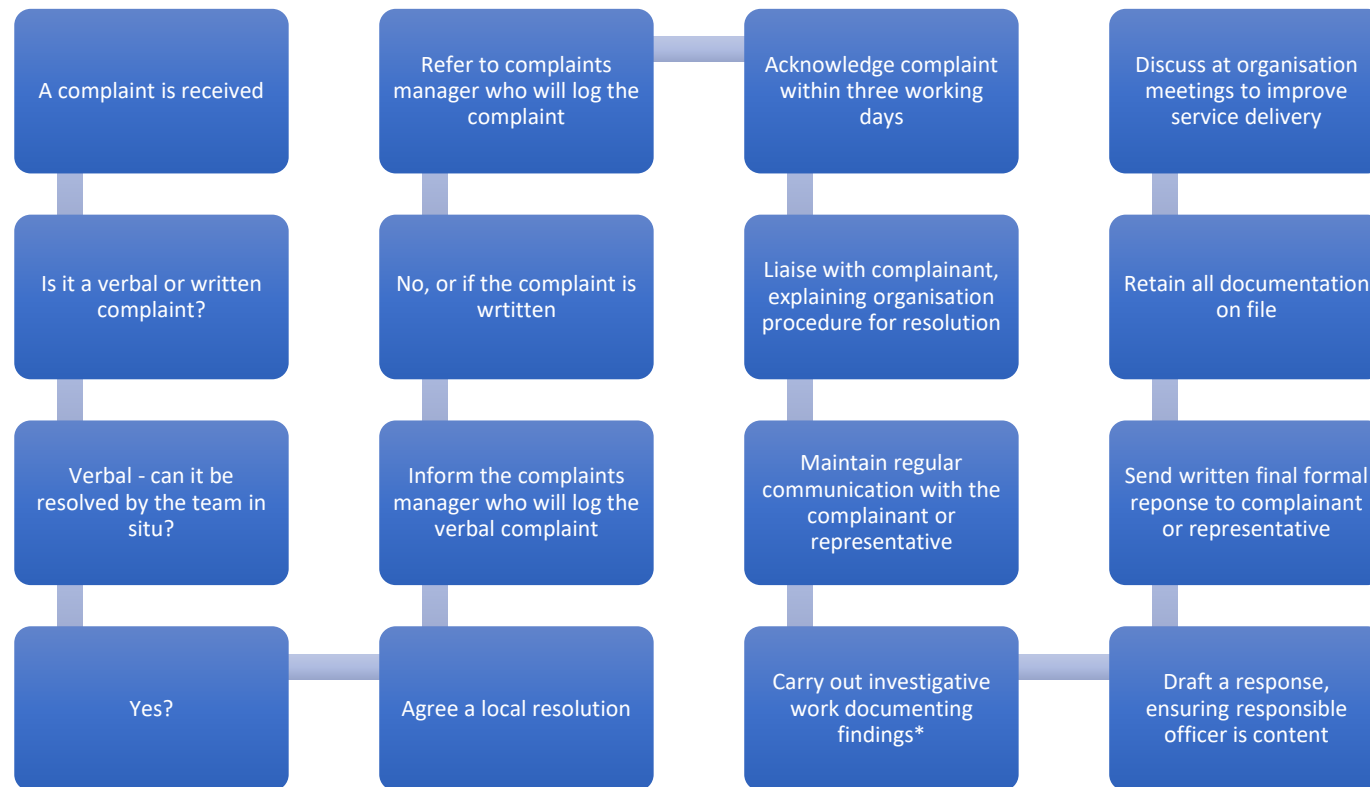 A complaint is received
Is it a verbal or written
complaint?
Verbal - can it be
resolved by the team in
situ?
Yes?
Agree a local resolution
Inform the complaints
manager who will log the
verbal complaint
No, or if the complaint is
wrtitten
Refer to complaints
manager who will log the
complaint
Acknowledge complaint
within three working
days
Liaise with complainant,
explaining organisation
procedure for resolution
Maintain regular
communication with the
complainant or
representative
Carry out investigative
work documenting
findings*
Draft a response,
ensuring responsible
officer is content
Send written final formal
reponse to complainant
or representative
Retain all documentation
on file
Discuss at organisation
meetings to improve
service delivery